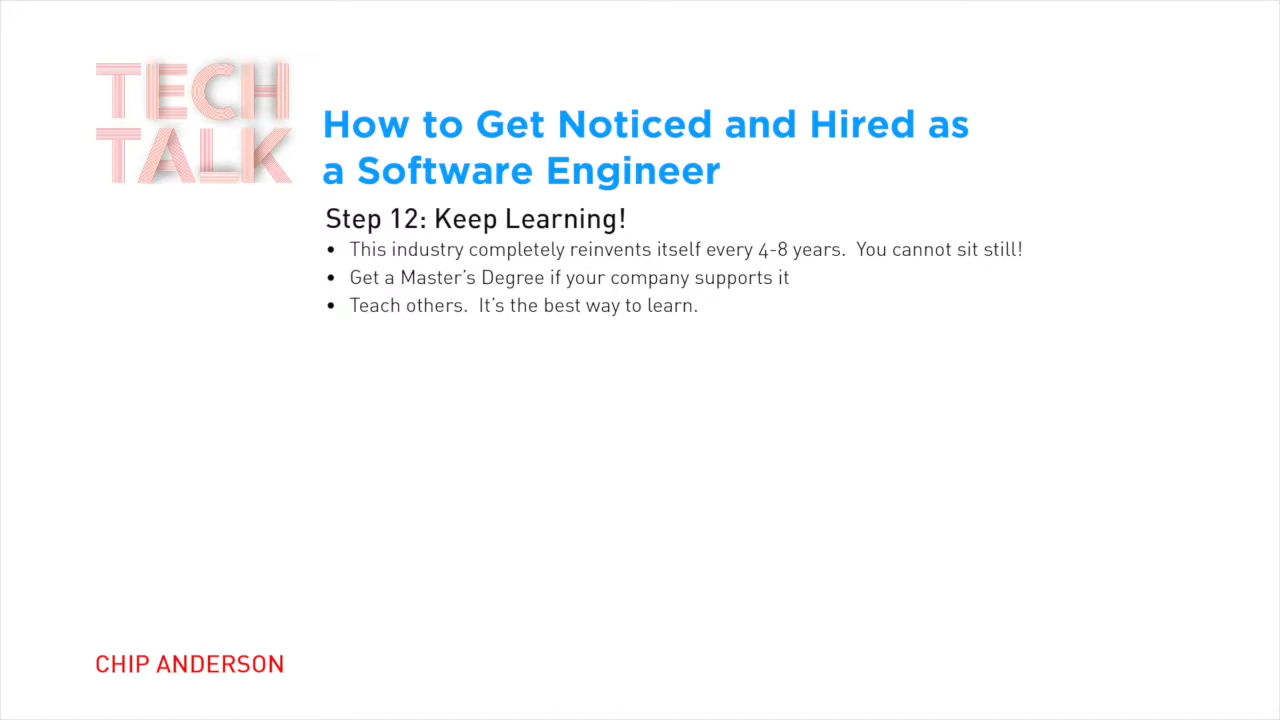 TECH
TALK
How to Get Noticed and Hired as
a Software Engineer
Step 12: Keep Learning!
• This industry completely reinvents itself every 4-8 years.  You cannot sit still!
• Get a Master's Degree if your company supports it
• Teach others.  It's the best way to learn.
CHIP ANDERSON